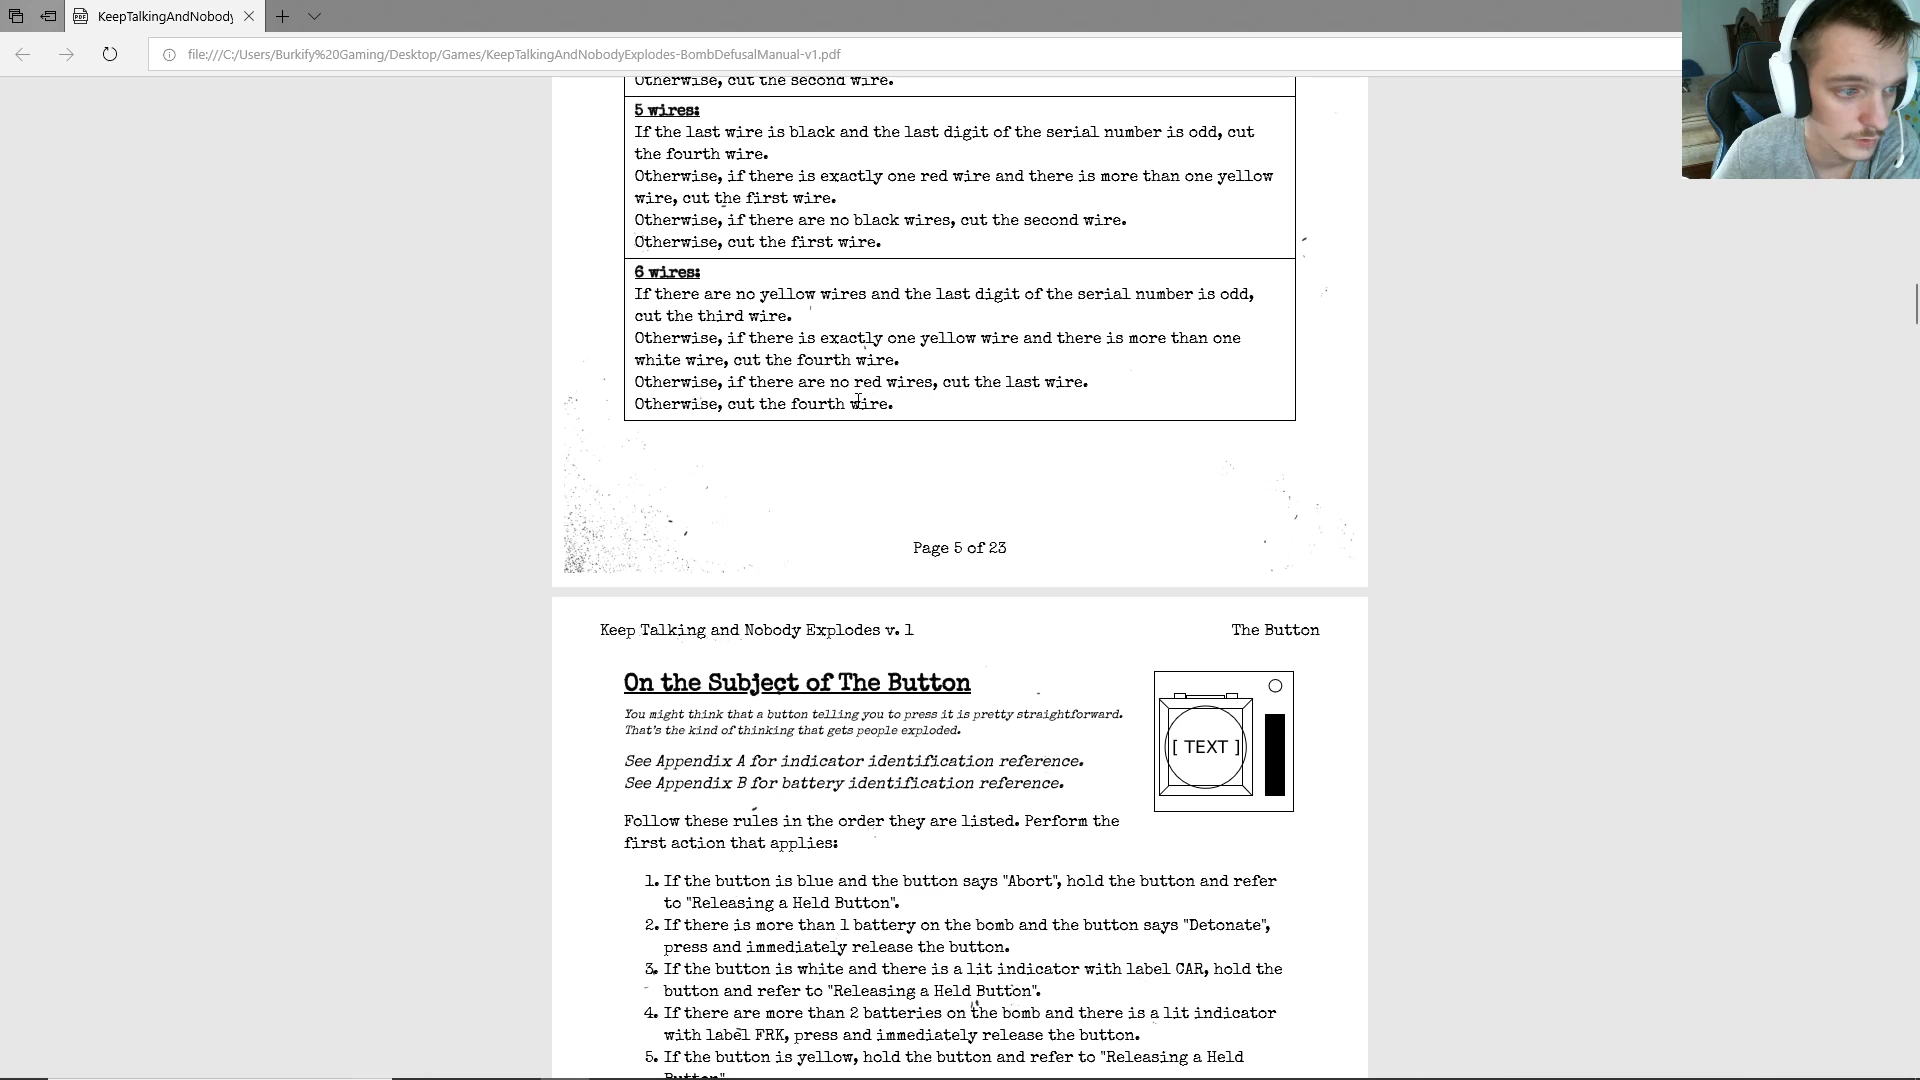 KeepTalkingAndNobody
file:///C:/Users/Burkify%20Gaming/Desktop/Games/KeepTalkingAndNobodyExplodes-BombDefusalManual-v1.pdf
Otherwise, cut the second wire.
5 wires:
If the last wire is black and the last digit of the serial number is odd, cut
the fourth wire.
Otherwise, if there is exactly one red wire and there is more than one yellow
wire, cut the first wire.
Otherwise, if there are no black wires, cut the second wire.
Otherwise, cut the first wire.
6 wires:
If there are no yellow wires and the last digit of the serial number is odd,
cut the third wire.
Otherwise, if there is exactly one yellow wire and there is more than one
white wire, cut the fourth wire.
Otherwise, if there are no red wires, cut the last wire.
Otherwise, cut the fourth wire.
Page 5 of 23
Keep Talking and Nobody Explodes v. 1
The Button
On the Subject of The Button
You might think that a button telling you to press it is pretty straightforward.
That's the kind of thinking that gets people exploded.
See Appendix A for indicator identification reference.
See Appendix B for battery identification reference.
[ TEXT ]
Follow these rules in the order they are listed. Perform the
first action that applies:
1. If the button is blue and the button says "Abort", hold the button and refer
to "Releasing a Held Button".
2. If there is more than 1 battery on the bomb and the button says "Detonate",
press and immediately release the button.
3. If the button is white and there is a lit indicator with label CAR, hold the
button and refer to "Releasing a Held Button".
4. If there are more than 2 batteries on the bomb and there is a lit indicator
with label FRK, press and immediately release the button.
5. If the button is yellow, hold the button and refer to "Releasing a Held
Button".